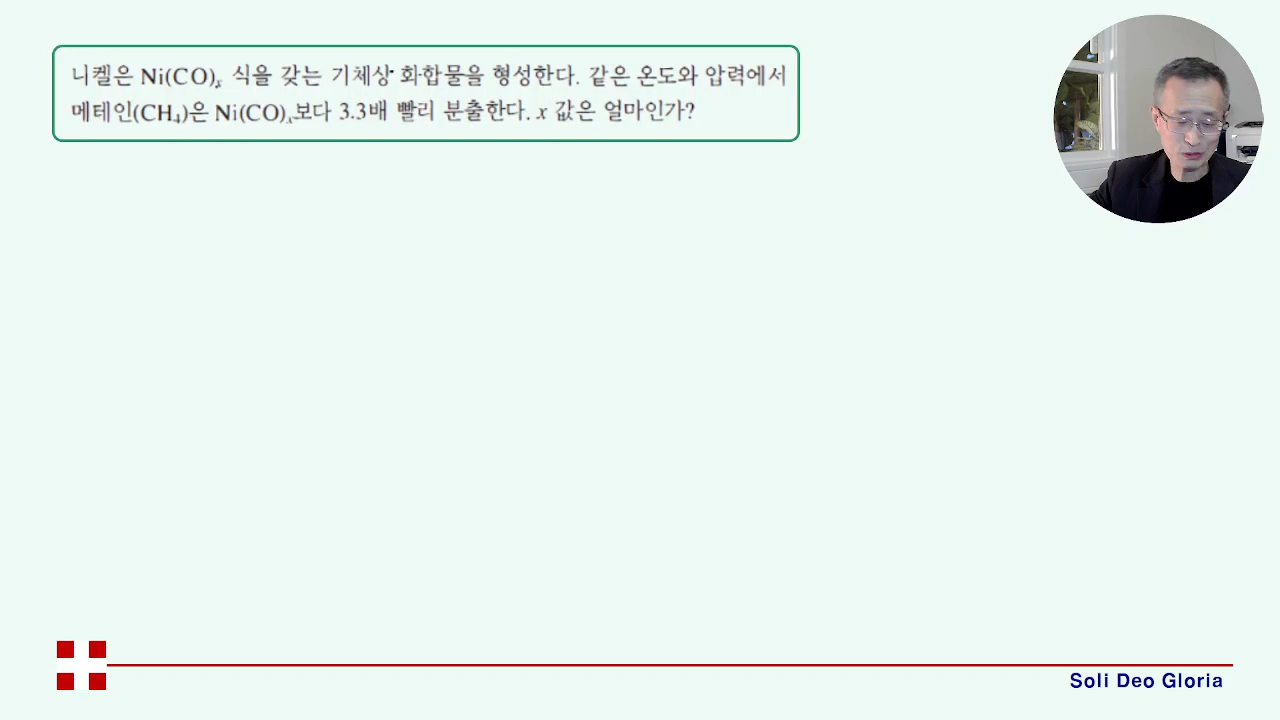 니켈은 Ni(CO)ₓ 식을 갖는 기체상 화합물을 형성한다. 같은 온도와 압력에서
메테인(CH₄)은 Ni(CO)ₓ보다 3.3배 빨리 분출한다. x 값은 얼마인가?
Soli Deo Gloria